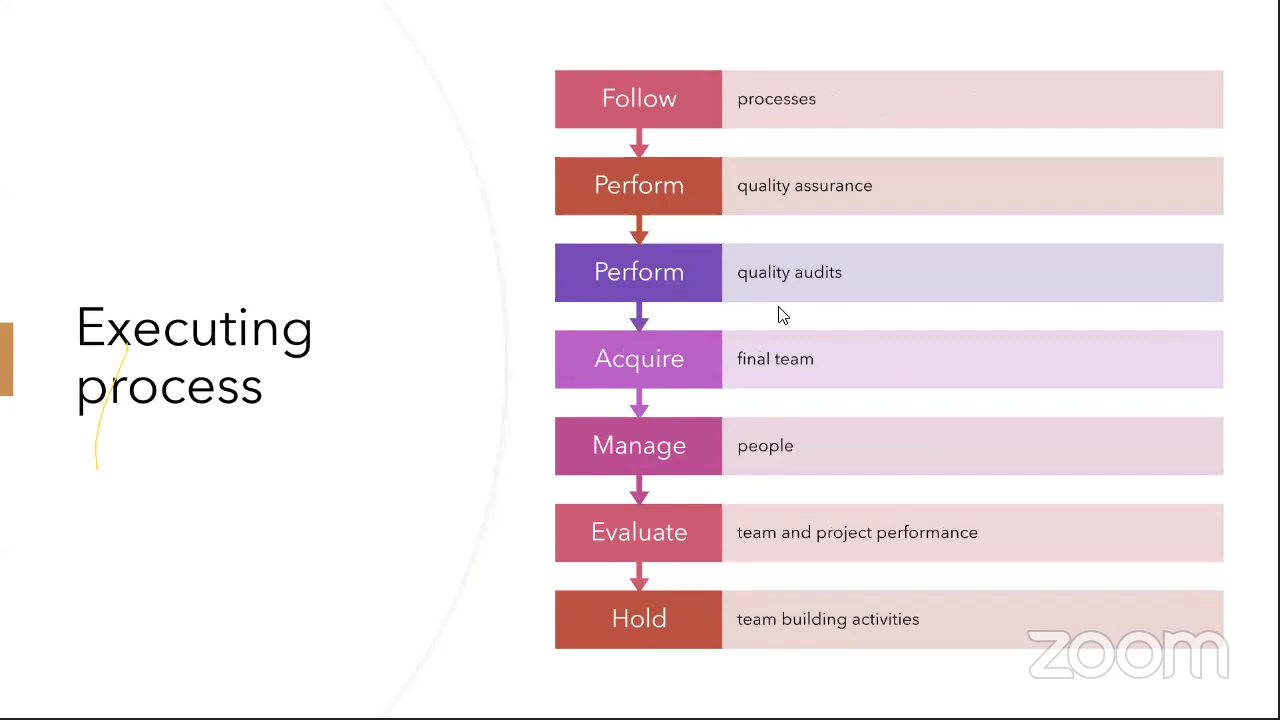 Executing
process
Follow
processes
Perform
quality assurance
Perform
quality audits
Acquire
final team
Manage
people
Evaluate
team and project performance
Hold
team building activities
zoom